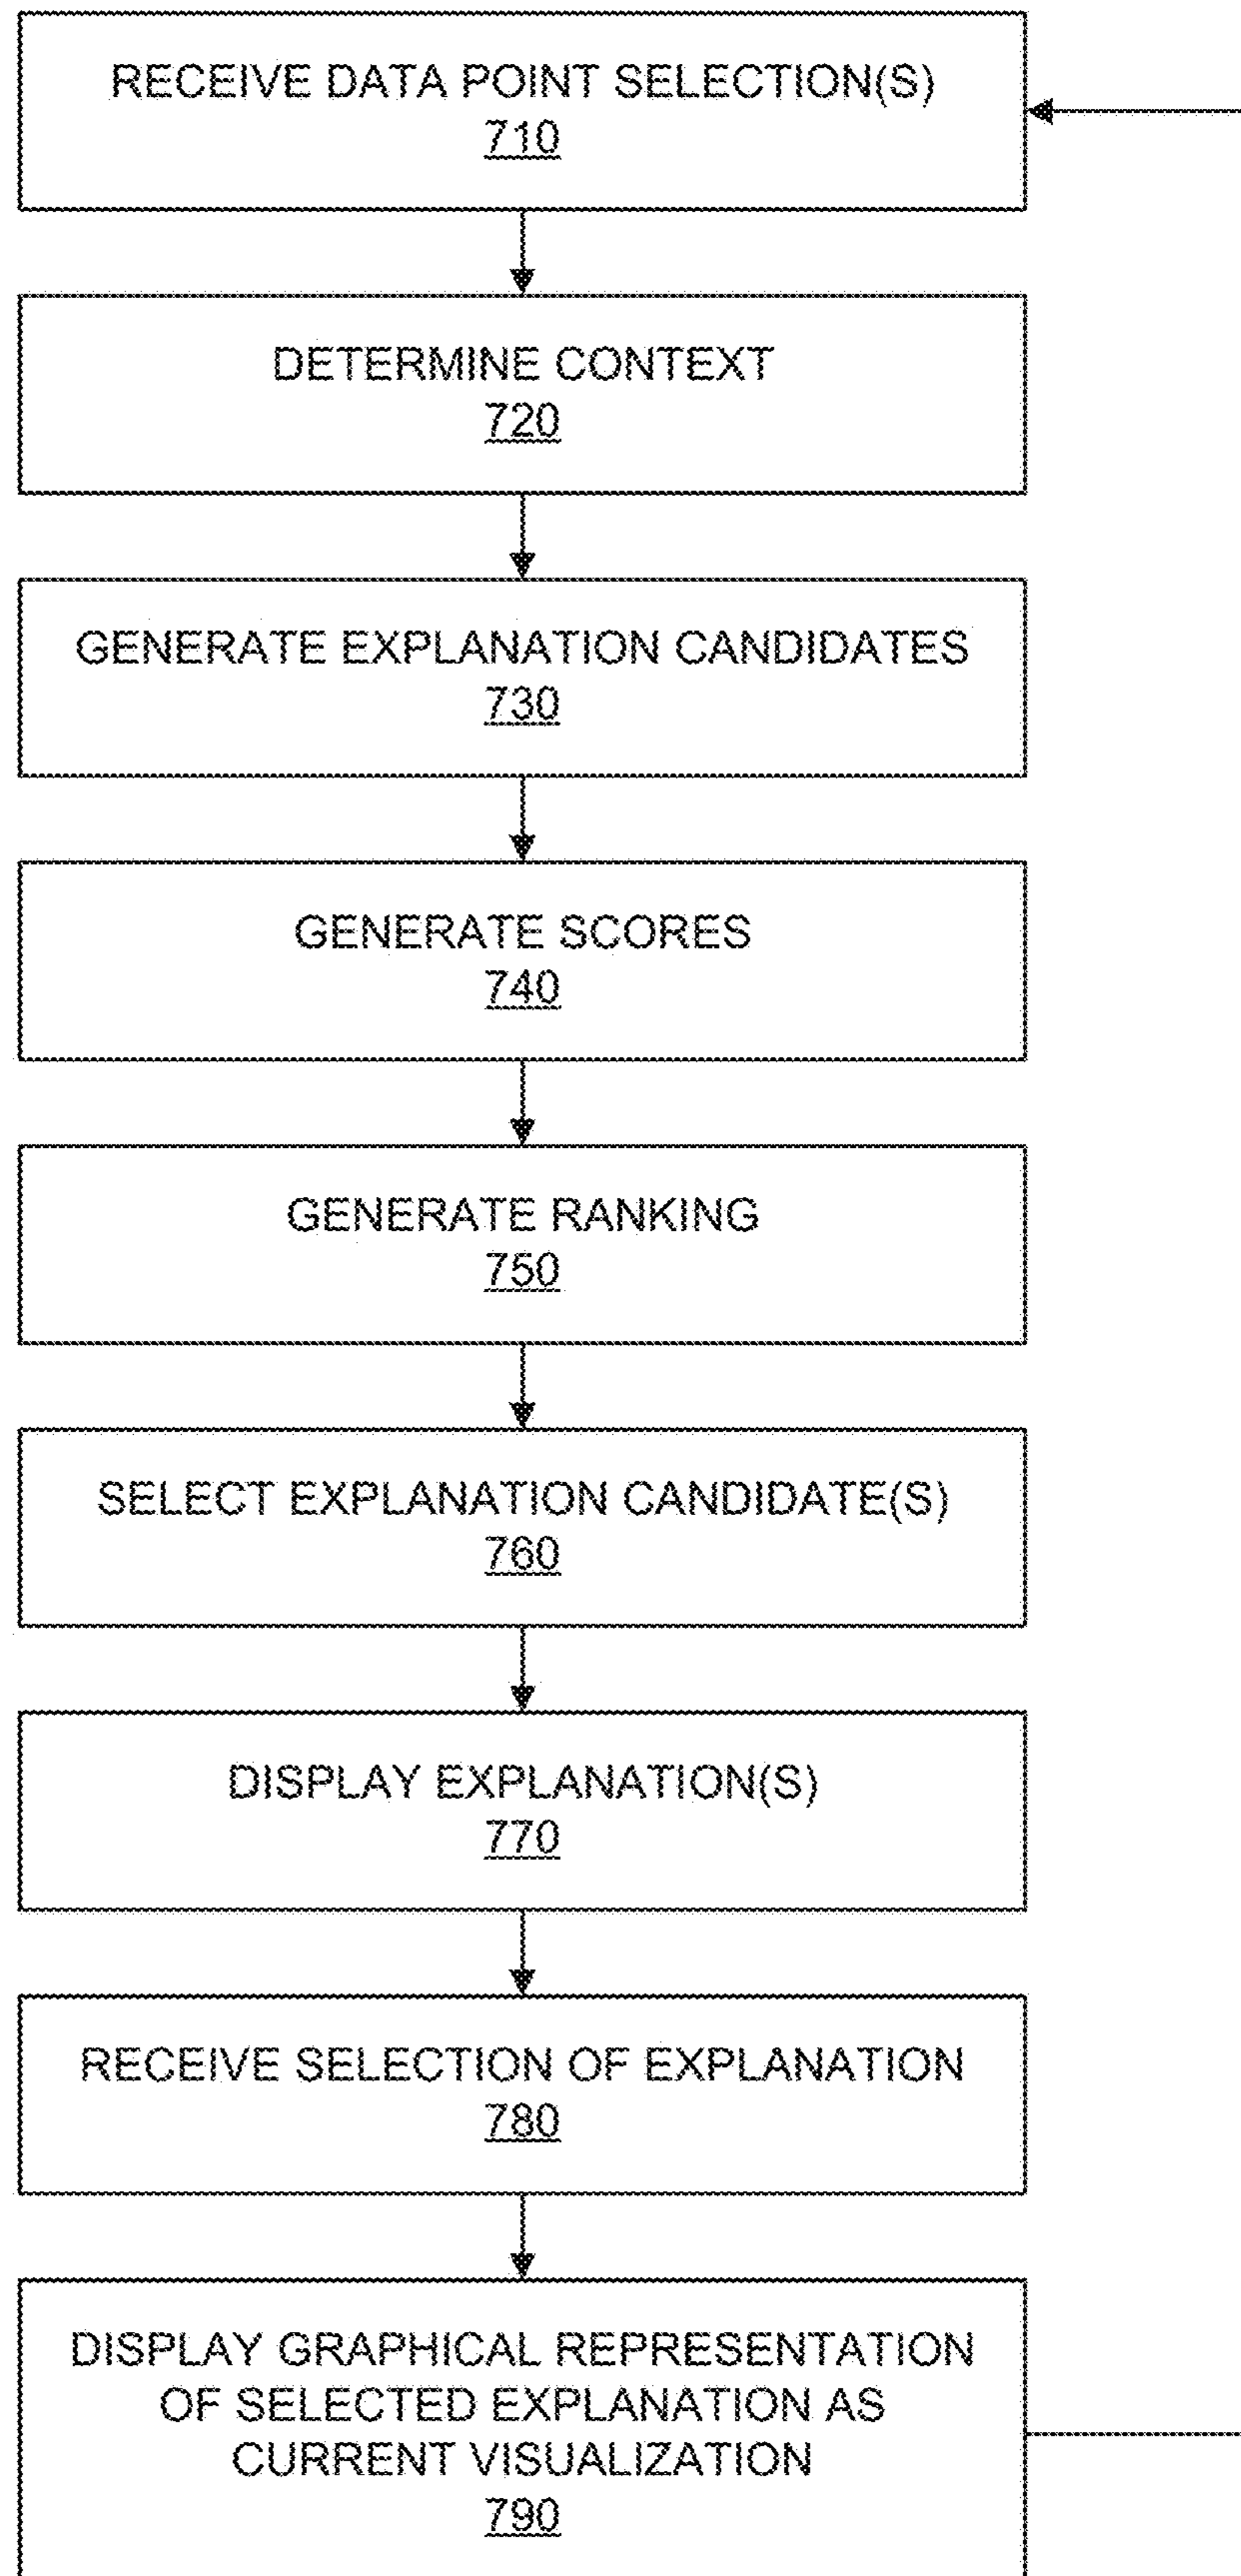 RECEIVE DATA POINT SELECTION(S)
710
DETERMINE CONTEXT
720
GENERATE EXPLANATION CANDIDATES
730
GENERATE SCORES
740
GENERATE RANKING
750
SELECT EXPLANATION CANDIDATE(S)
760
DISPLAY EXPLANATION(S)
770
RECEIVE SELECTION OF EXPLANATION
780
DISPLAY GRAPHICAL REPRESENTATION
OF SELECTED EXPLANATION AS
CURRENT VISUALIZATION
790